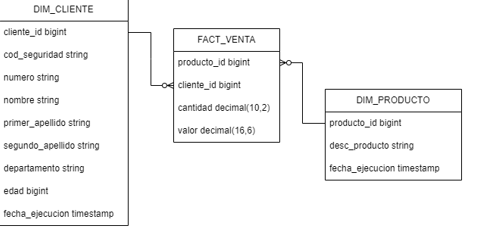 DIM_CLIENTE
cliente_id bigint
cod_seguridad string
numero string
nombre string
primer_apellido string
segundo_apellido string
departamento string
edad bigint
fecha_ejecucion timestamp
FACT_VENTA
producto_id bigint
cliente_id bigint
cantidad decimal(10,2)
valor decimal(16,6)
DIM_PRODUCTO
producto_id bigint
desc_producto string
fecha_ejecucion timestamp